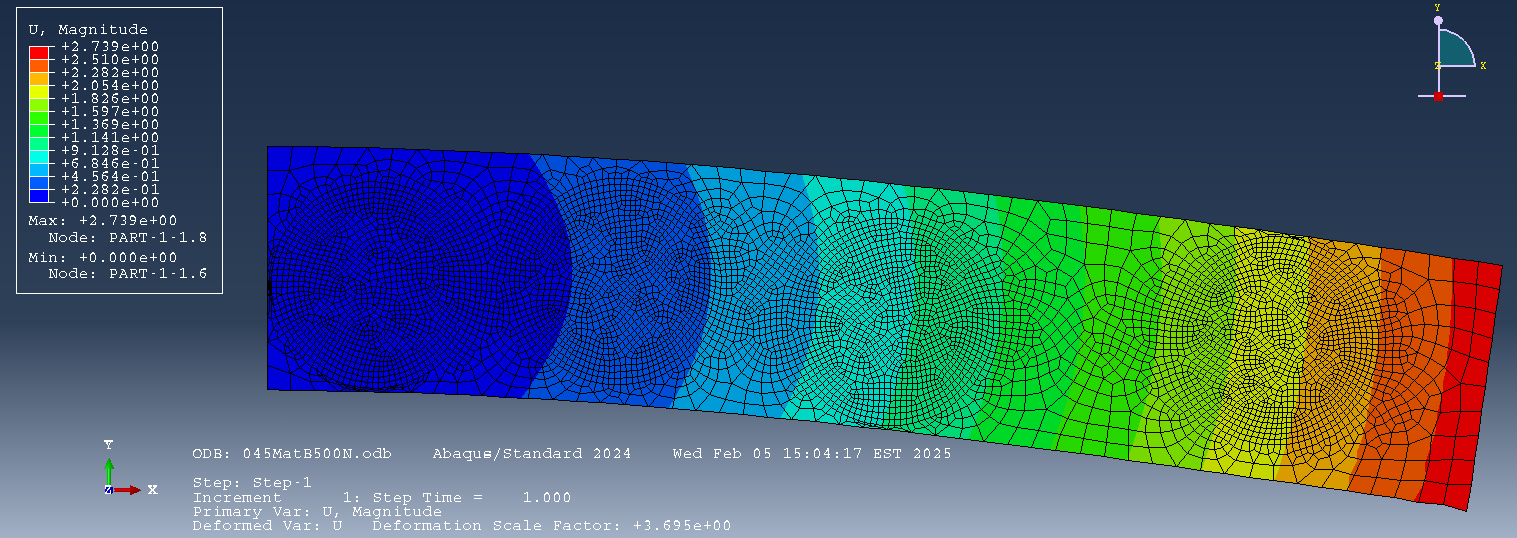 U, Magnitude
+2.739e+00
+2.510e+00
+2.282e+00
+2.054e+00
+1.826e+00
+1.597e+00
+1.369e+00
+1.141e+00
+9.128e-01
+6.846e-01
+4.564e-01
+2.282e-01
+0.000e+00
Max: +2.739e+00
Node: PART-1-1.8
Min: +0.000e+00
Node: PART-1-1.6
Y
Z X
Y
Z X
ODB: 045MatB500N.odb Abaqus/Standard 2024 Wed Feb 05 15:04:17 EST 2025
Step: Step-1
Increment 1: Step Time = 1.000
Primary Var: U, Magnitude
Deformed Var: U Deformation Scale Factor: +3.695e+00